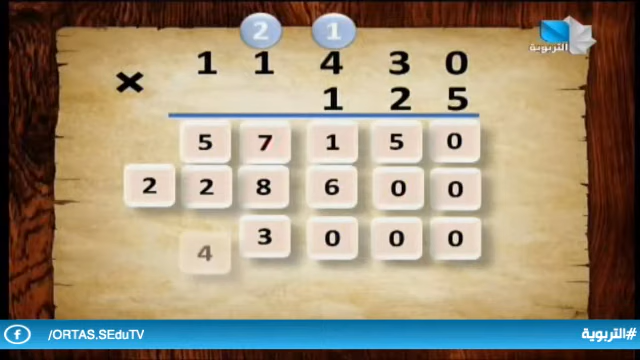 2 1
التربوية
1 1 4 3 0
× 1 2 5
5 7 1 5 0
2 2 8 6 0 0
4 3 0 0 0
/ORTAS.SEduTV
#التربوية